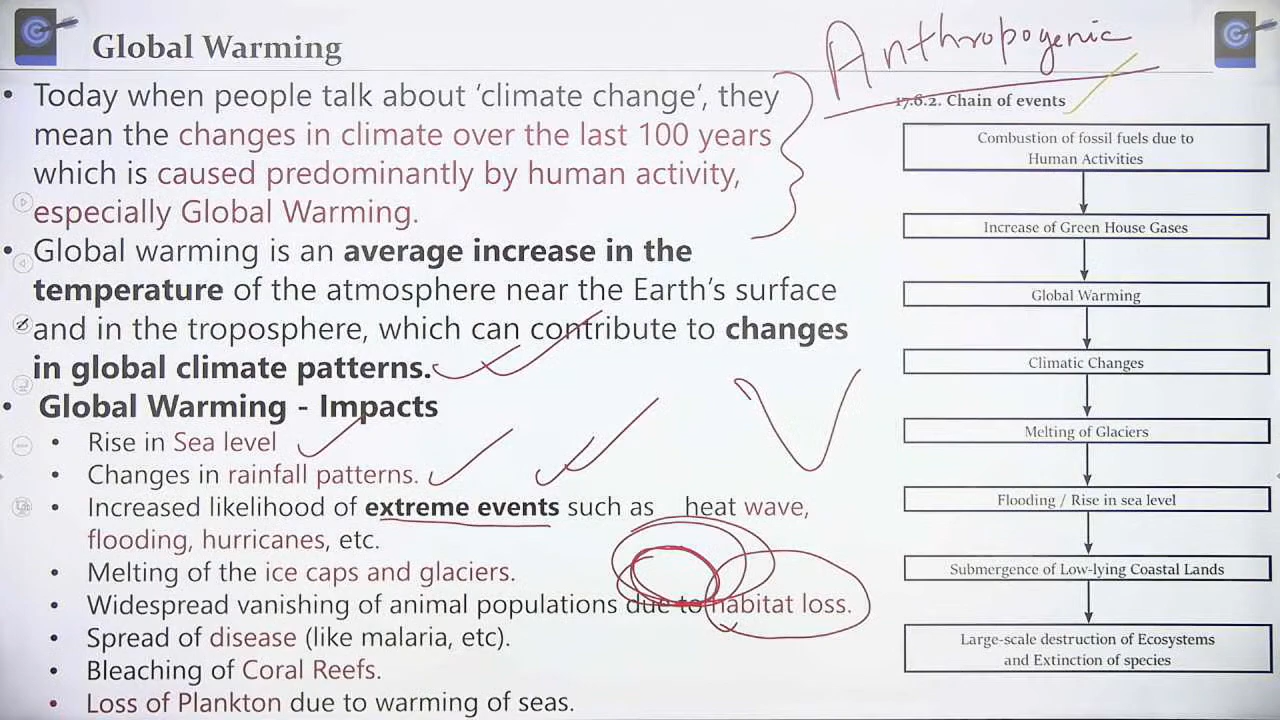 Global Warming
Anthropogenic
• Today when people talk about ‘climate change’, they
mean the changes in climate over the last 100 years
which is caused predominantly by human activity,
especially Global Warming.
• Global warming is an average increase in the
temperature of the atmosphere near the Earth’s surface
and in the troposphere, which can contribute to changes
in global climate patterns.
• Global Warming - Impacts
• Rise in Sea level
• Changes in rainfall patterns.
• Increased likelihood of extreme events such as heat wave,
flooding, hurricanes, etc.
• Melting of the ice caps and glaciers.
• Widespread vanishing of animal populations due to habitat loss.
• Spread of disease (like malaria, etc).
• Bleaching of Coral Reefs.
• Loss of Plankton due to warming of seas.
17.6.2. Chain of events
Combustion of fossil fuels due to
Human Activities
Increase of Green House Gases
Global Warming
Climatic Changes
Melting of Glaciers
Flooding / Rise in sea level
Submergence of Low-lying Coastal Lands
Large-scale destruction of Ecosystems
and Extinction of species